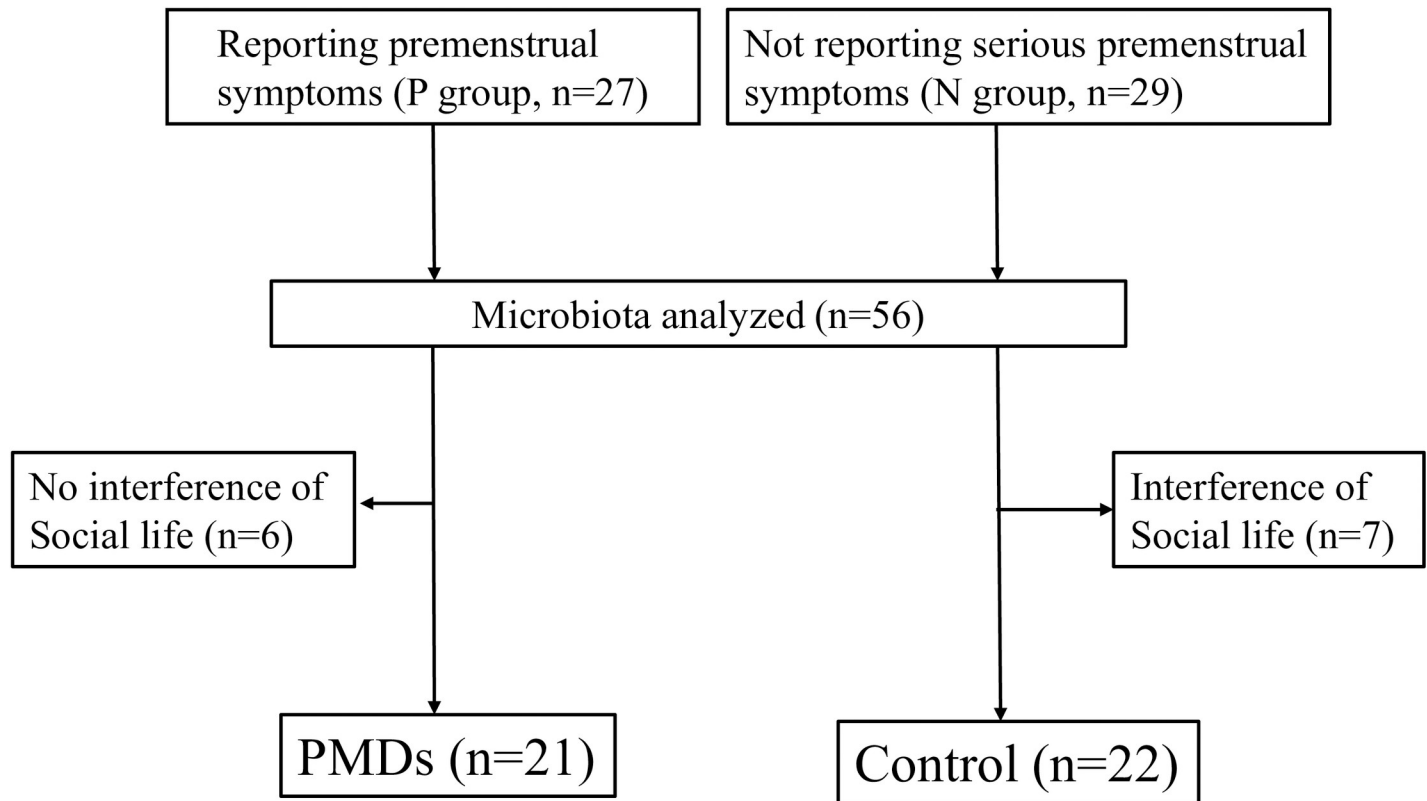 Reporting premenstrual
symptoms (P group, n=27)
Not reporting serious premenstrual
symptoms (N group, n=29)
Microbiota analyzed (n=56)
No interference of
Social life (n=6)
Interference of
Social life (n=7)
PMDs (n=21)
Control (n=22)